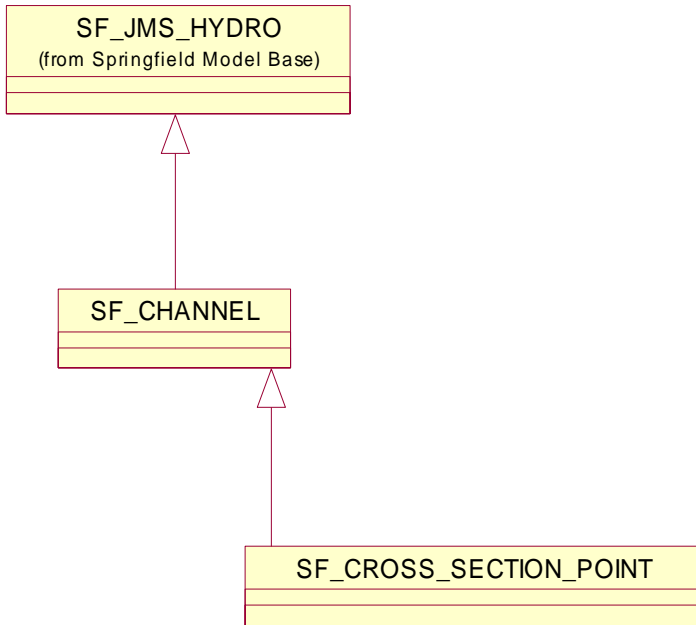 SF_JMS_HYDRO
(from Springfield Model Base)
SF_CHANNEL
SF_CROSS_SECTION_POINT